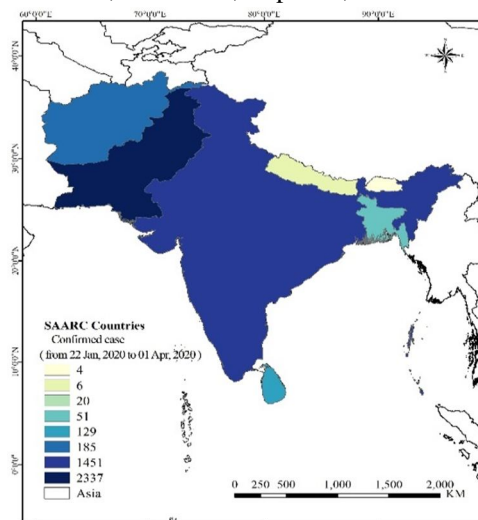 60°0'0"E 70°0'0"E 80°0'0"E 90°0'0"E
40°0'0"N
30°0'0"N
20°0'0"N
10°0'0"N
0°0'0"
SAARC Countries
Confirmed case
( from 22 Jan, 2020 to 01 Apr, 2020 )
4
6
20
51
129
185
1451
2337
Asia
0 250 500 1,000 1,500 2,000
KM